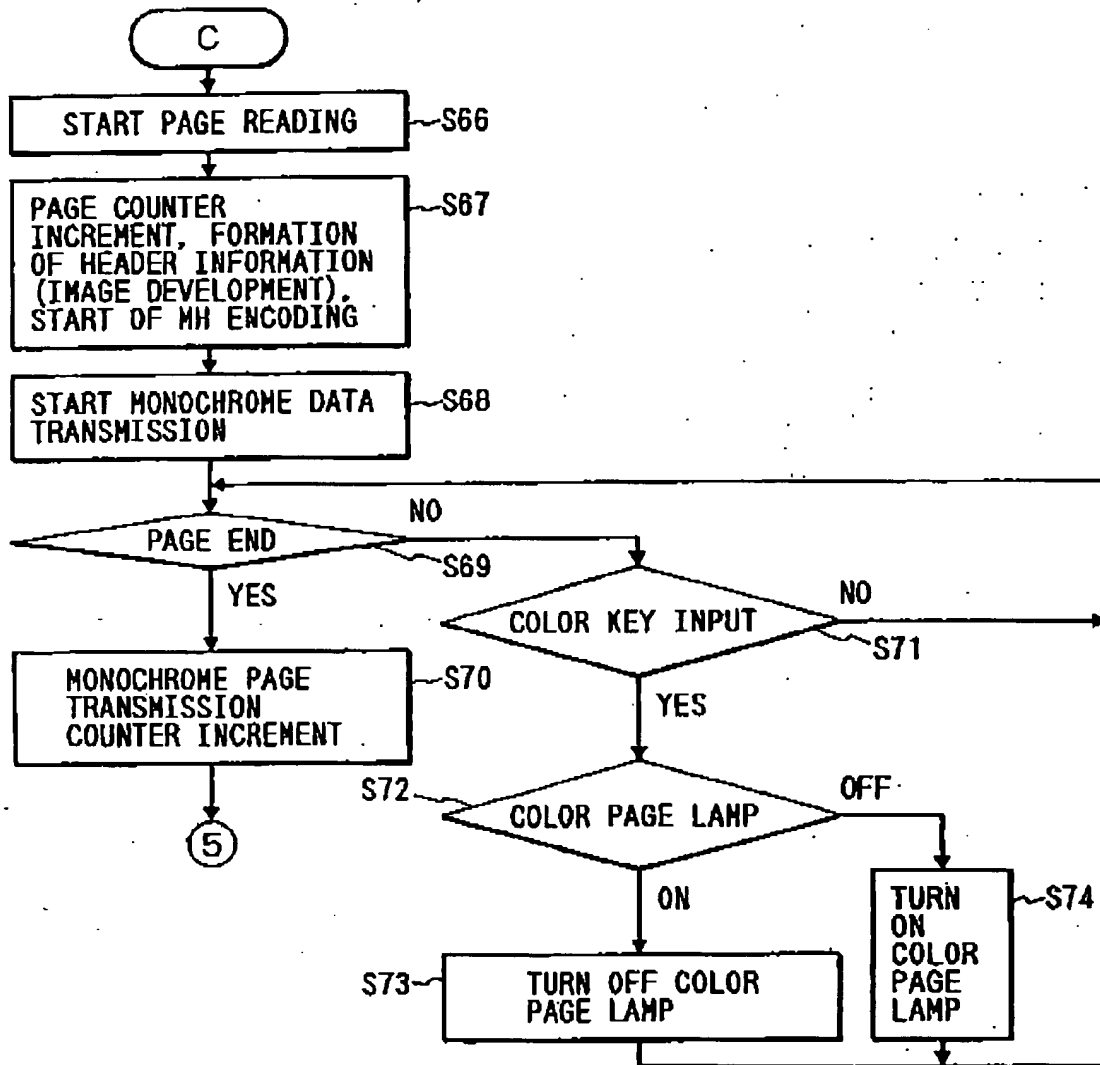 C
START PAGE READING
S66
PAGE COUNTER
INCREMENT, FORMATION
OF HEADER INFORMATION
(IMAGE DEVELOPMENT),
START OF MH ENCODING
S67
START MONOCHROME DATA
TRANSMISSION
S68
PAGE END
NO
S69
YES
COLOR KEY INPUT
NO
S71
MONOCHROME PAGE
TRANSMISSION
COUNTER INCREMENT
S70
YES
5
S72
COLOR PAGE LAMP
OFF
ON
TURN
ON
COLOR
PAGE
LAMP
S74
S73
TURN OFF COLOR
PAGE LAMP